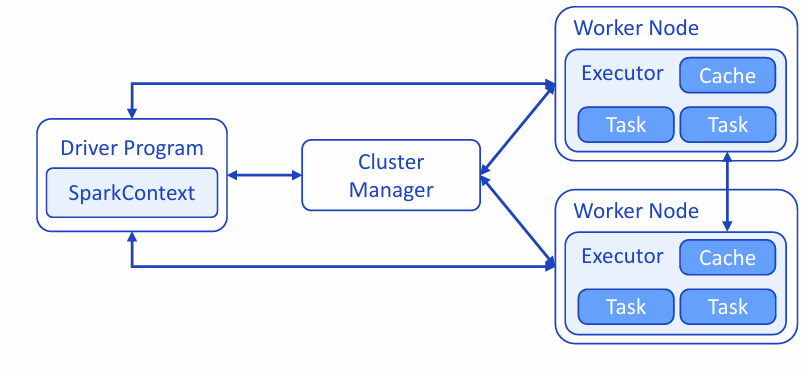 Driver Program
SparkContext
Cluster
Manager
Worker Node
Executor
Cache
Task
Task
Worker Node
Executor
Cache
Task
Task